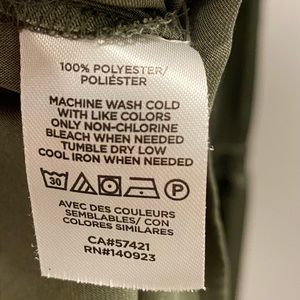 100% POLYESTER/
POLIÉSTER
MACHINE WASH COLD
WITH LIKE COLORS
ONLY NON-CHLORINE
BLEACH WHEN NEEDED
TUMBLE DRY LOW
COOL IRON WHEN NEEDED
30 P
AVEC DES COULEURS
SEMBLABLES/ CON
COLORES SIMILARES
CA#57421
RN#140923